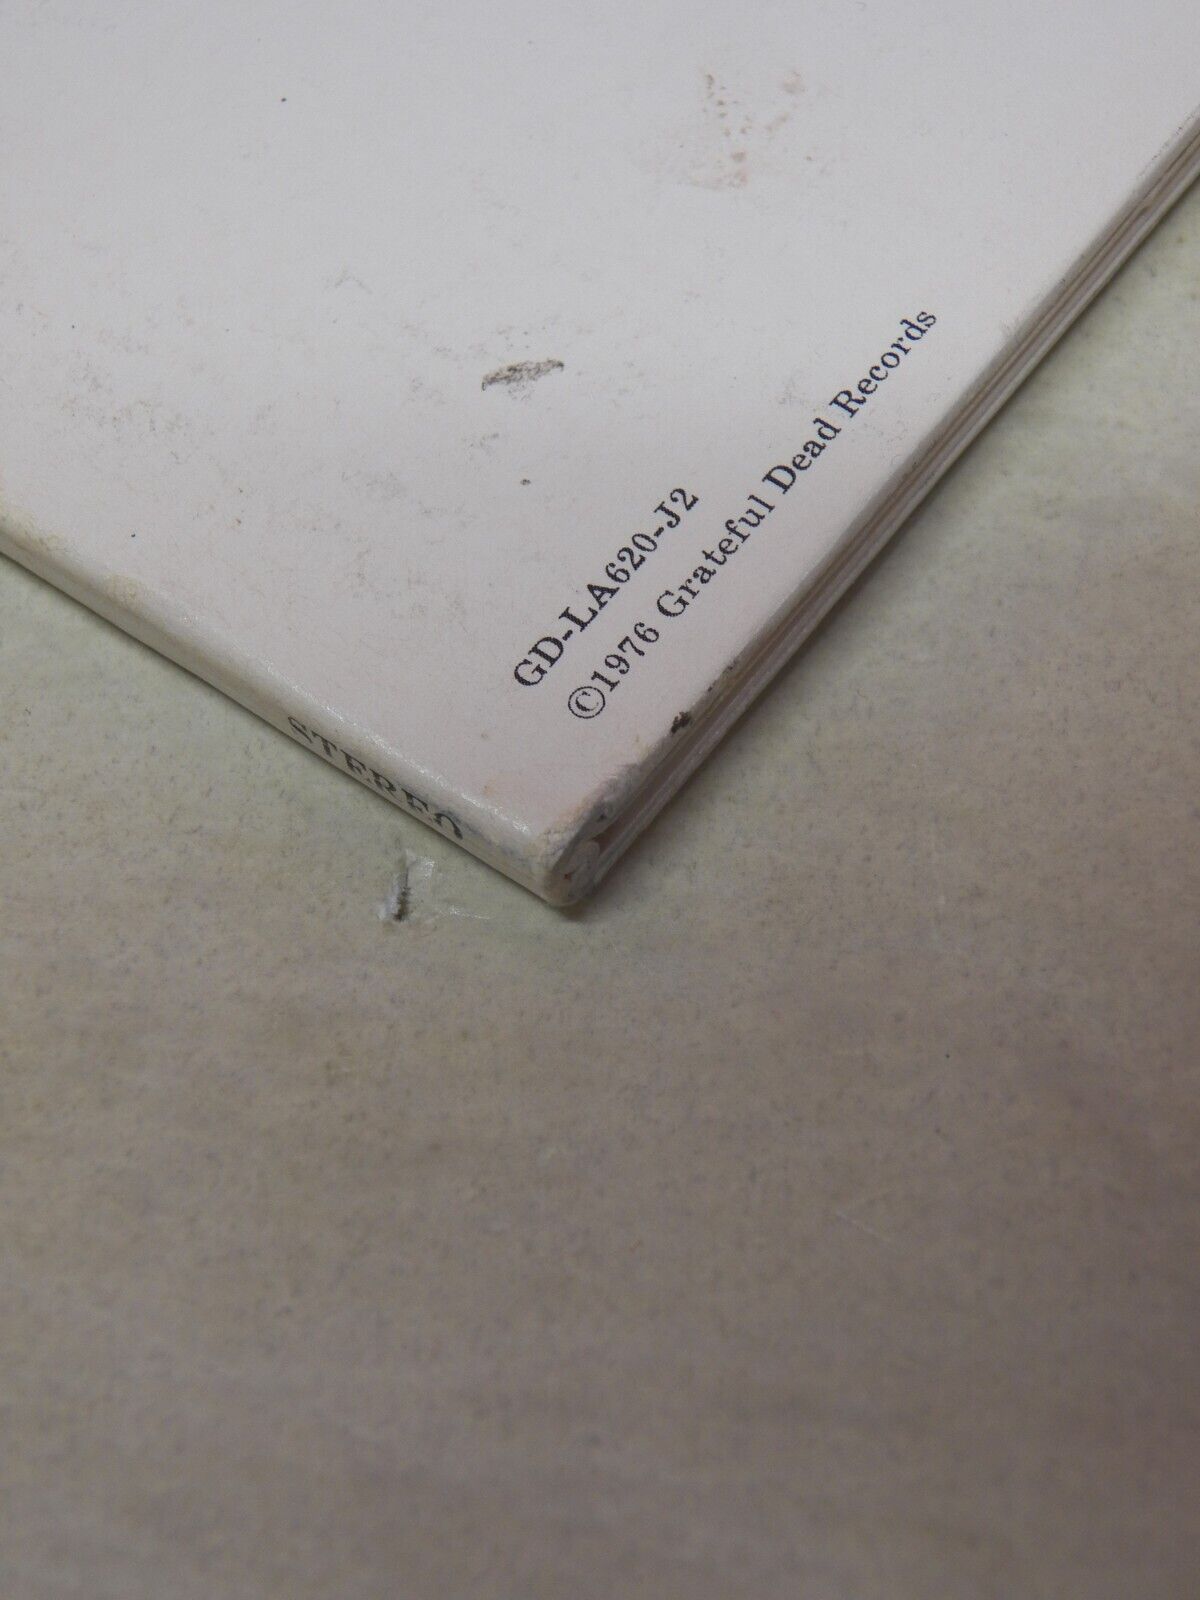 GD-LA620-J2
©1976 Grateful Dead Records
STEREO